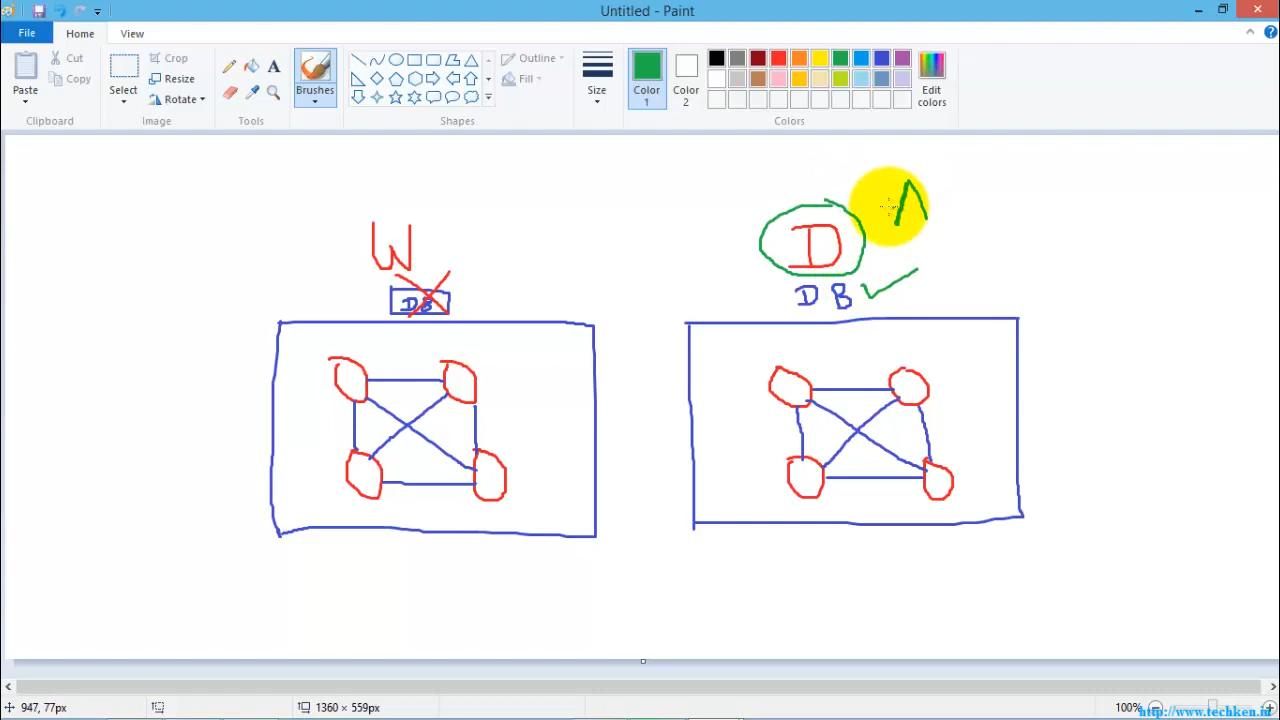 Untitled - Paint
File Home View
Paste Cut Copy Select Crop Resize Rotate Brushes Outline Fill Size Color 1 Color 2 Edit colors
Clipboard Image Tools Shapes Colors
W D
DB DB
947, 77px 1360 × 559px 100%
http://www.techken.in